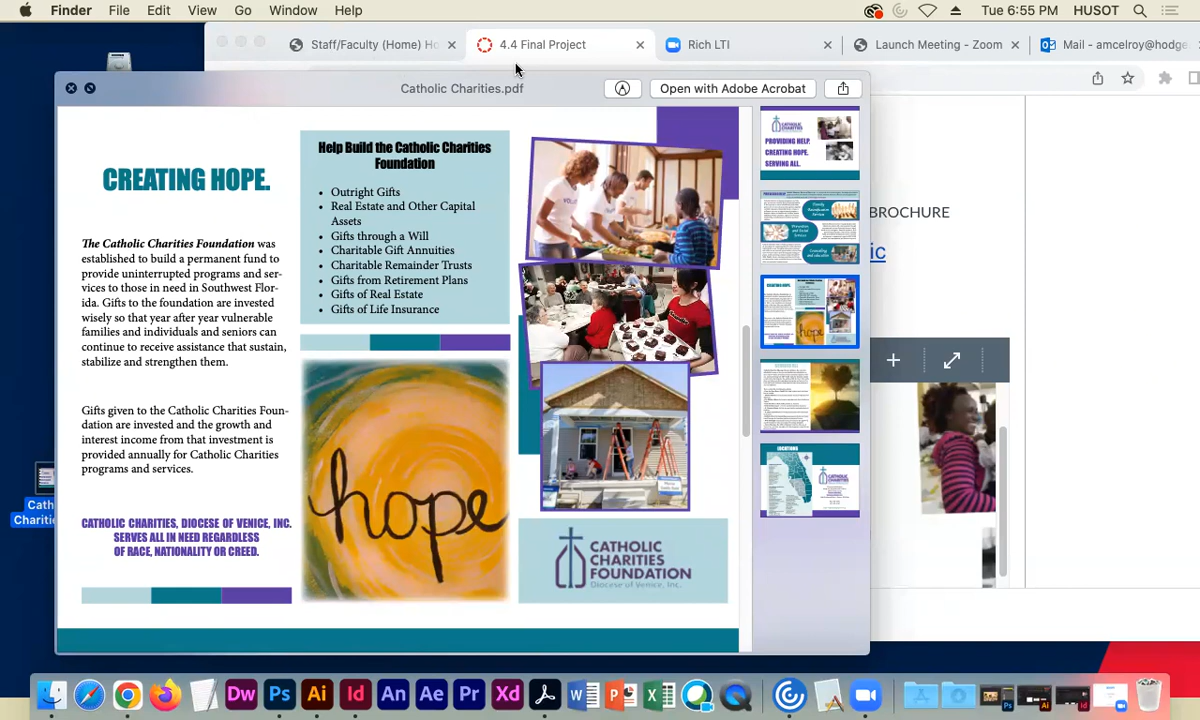 Finder File Edit View Go Window Help
Tue 6:55 PM HUSOT
Staff/Faculty (Home) Ho
4.4 Final Project
Rich LTI
Launch Meeting - Zoom
Mail - amcelroy@hodge
Catholic Charities.pdf
Open with Adobe Acrobat
CREATING HOPE.
The Catholic Charities Foundation was
established to build a permanent fund to
provide uninterrupted programs and ser-
vices to those in need in Southwest Flor-
ida. Gifts to the foundation are invested
wisely so that year after year vulnerable
families and individuals and seniors can
continue to receive assistance that sustain,
stabilize and strengthen them.
Gifts given to the Catholic Charities Foun-
dation are invested and the growth and
interest income from that investment is
provided annually for Catholic Charities
programs and services.
CATHOLIC CHARITIES, DIOCESE OF VENICE, INC.
SERVES ALL IN NEED REGARDLESS
OF RACE, NATIONALITY OR CREED.
Help Build the Catholic Charities
Foundation
• Outright Gifts
• Real Estate and Other Capital
Assets
• Gifts through a Will
• Charitable Gift Annuities
• Charitable Remainder Trusts
• Gifts from Retirement Plans
• Gifts of Real Estate
• Gifts of Life Insurance
hope
CATHOLIC
CHARITIES
FOUNDATION
Diocese of Venice, Inc.
CATHOLIC
CHARITIES
PROVIDING HELP.
CREATING HOPE.
SERVING ALL.
CREATING HOPE.
hope
LOCATIONS
BROCHURE
ic
Cath
Charitie
Dw Ps Ai Id An Ae Pr Xd